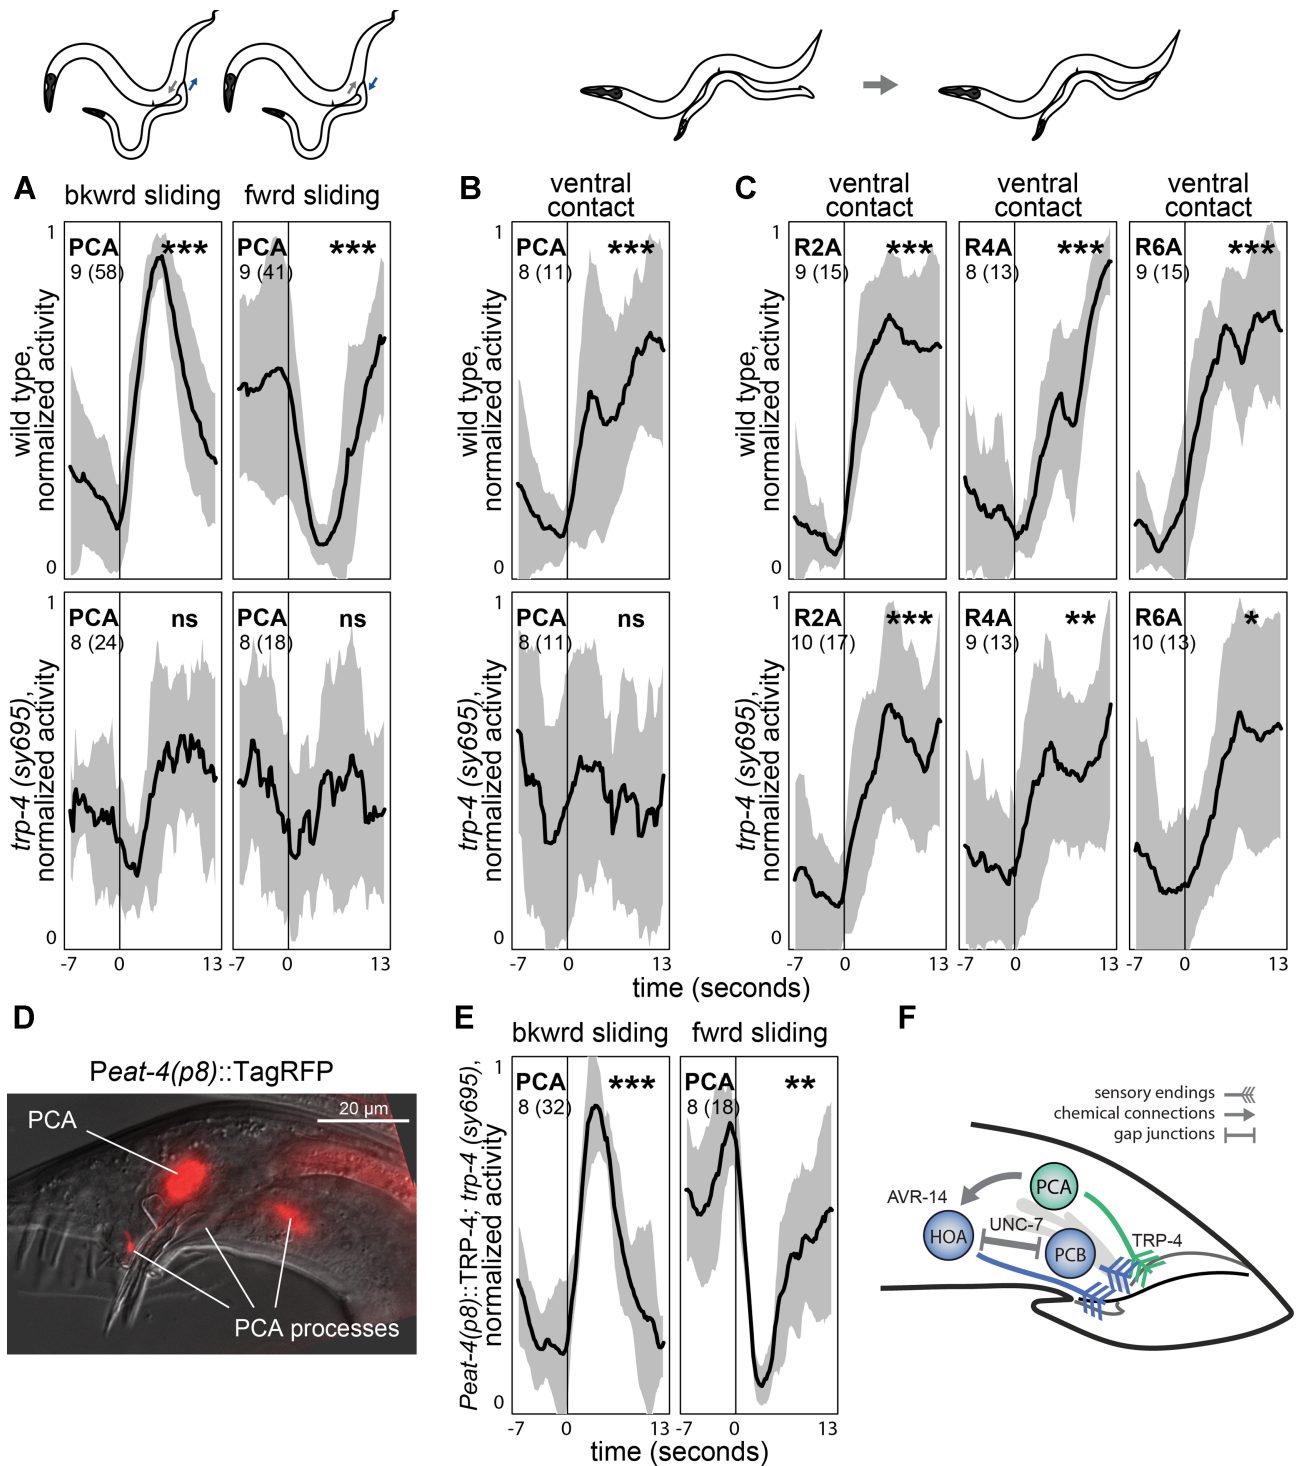 A
bkwrd sliding
fwrd sliding
B
ventral
contact
C
ventral
contact
ventral
contact
ventral
contact
wild type,
normalized activity
1
0
PCA ***
9 (58)
PCA ***
9 (41)
wild type,
normalized activity
1
0
PCA ***
8 (11)
wild type,
normalized activity
1
0
R2A ***
9 (15)
R4A ***
8 (13)
R6A ***
9 (15)
trp-4 (sy695),
normalized activity
1
0
PCA ns
8 (24)
PCA ns
8 (18)
trp-4 (sy695),
normalized activity
1
0
PCA ns
8 (11)
trp-4 (sy695),
normalized activity
1
0
R2A ***
10 (17)
R4A **
9 (13)
R6A *
10 (13)
-7 0 13
-7 0 13
-7 0 13
-7 0 13
-7 0 13
-7 0 13
time (seconds)
D
Peat-4(p8)::TagRFP
20 µm
PCA
PCA processes
E
bkwrd sliding
fwrd sliding
Peat-4(p8)::TRP-4; trp-4 (sy695),
normalized activity
1
0
PCA ***
8 (32)
PCA **
8 (18)
-7 0 13
-7 0 13
time (seconds)
F
sensory endings
chemical connections
gap junctions
PCA
AVR-14
HOA
UNC-7
PCB
TRP-4